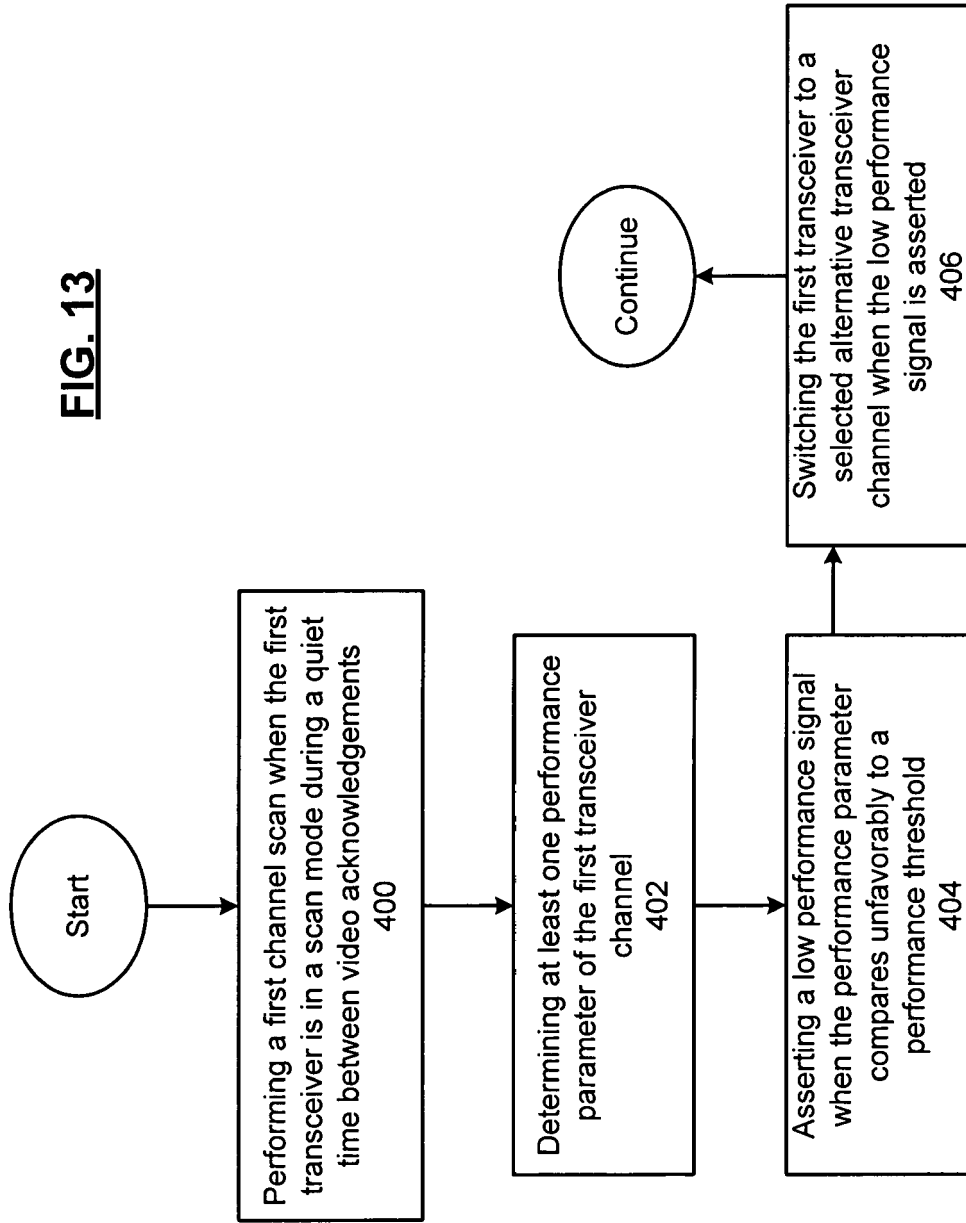 FIG. 13
Start
Performing a first channel scan when the first
transceiver is in a scan mode during a quiet
time between video acknowledgements
400
Determining at least one performance
parameter of the first transceiver
channel
402
Asserting a low performance signal
when the performance parameter
compares unfavorably to a
performance threshold
404
Switching the first transceiver to a
selected alternative transceiver
channel when the low performance
signal is asserted
406
Continue